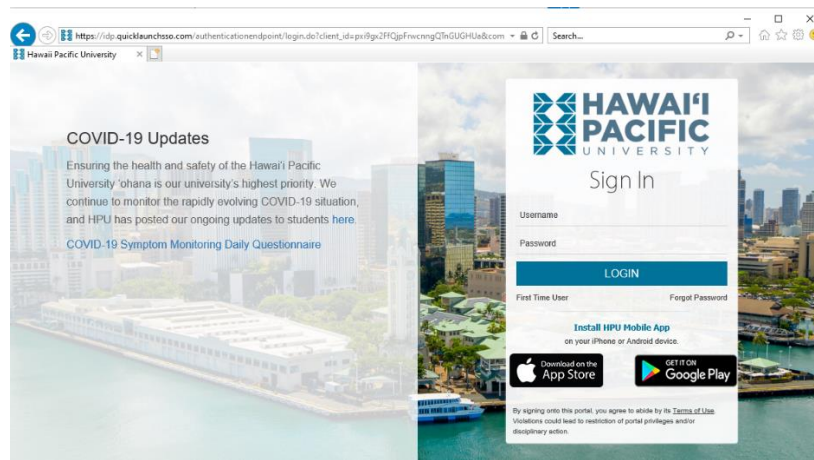 https://idp.quicklaunchsso.com/authenticationendpoint/login.do?client_id=pxi9gx2FfQjpFrwcnngQTnGUGHUa&com
Search...
Hawaii Pacific University
COVID-19 Updates
Ensuring the health and safety of the Hawai'i Pacific
University 'ohana is our university's highest priority. We
continue to monitor the rapidly evolving COVID-19 situation,
and HPU has posted our ongoing updates to students here.
COVID-19 Symptom Monitoring Daily Questionnaire
HAWAI'I
PACIFIC
UNIVERSITY
Sign In
Username
Password
LOGIN
First Time User Forgot Password
Install HPU Mobile App
on your iPhone or Android device.
Download on the
App Store
GET IT ON
Google Play
By signing onto this portal, you agree to abide by its Terms of Use.
Violations could lead to restriction of portal privileges and/or
disciplinary action.